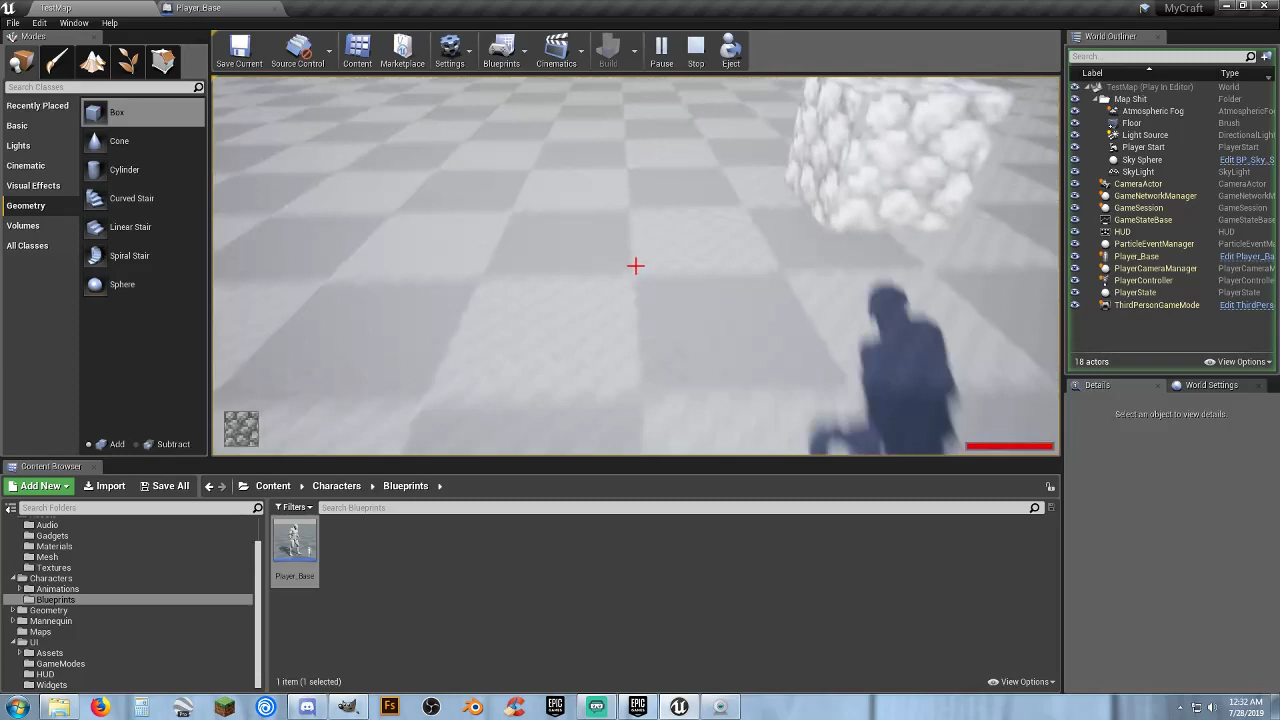 TestMap
Player_Base
MyCraft
File
Edit
Window
Help
Modes
Search Classes
Recently Placed
Basic
Lights
Cinematic
Visual Effects
Geometry
Volumes
All Classes
Box
Cone
Cylinder
Curved Stair
Linear Stair
Spiral Stair
Sphere
Add
Subtract
Save Current
Source Control
Content
Marketplace
Settings
Blueprints
Cinematics
Build
Pause
Stop
Eject
World Outliner
Search
Label
Type
TestMap (Play In Editor)
World
Map Shit
Folder
Atmospheric Fog
AtmosphericFo
Floor
Brush
Light Source
DirectionalLight
Player Start
PlayerStart
Sky Sphere
Edit BP_Sky_S
SkyLight
SkyLight
CameraActor
CameraActor
GameNetworkManager
GameNetworkM
GameSession
GameSession
GameStateBase
GameStateBase
HUD
HUD
ParticleEventManager
ParticleEventM
Player_Base
Edit Player_Ba
PlayerCameraManager
PlayerCameraM
PlayerController
PlayerController
PlayerState
PlayerState
ThirdPersonGameMode
Edit ThirdPers
18 actors
View Options
Details
World Settings
Select an object to view details.
Content Browser
Add New
Import
Save All
Content
Characters
Blueprints
Search Folders
Filters
Search Blueprints
Audio
Gadgets
Materials
Mesh
Textures
Characters
Animations
Blueprints
Geometry
Mannequin
Maps
UI
Assets
GameModes
HUD
Widgets
Player_Base
1 item (1 selected)
View Options
Pro
Fs
EPIC
GAMES
EPIC
GAMES
12:32 AM
7/28/2019